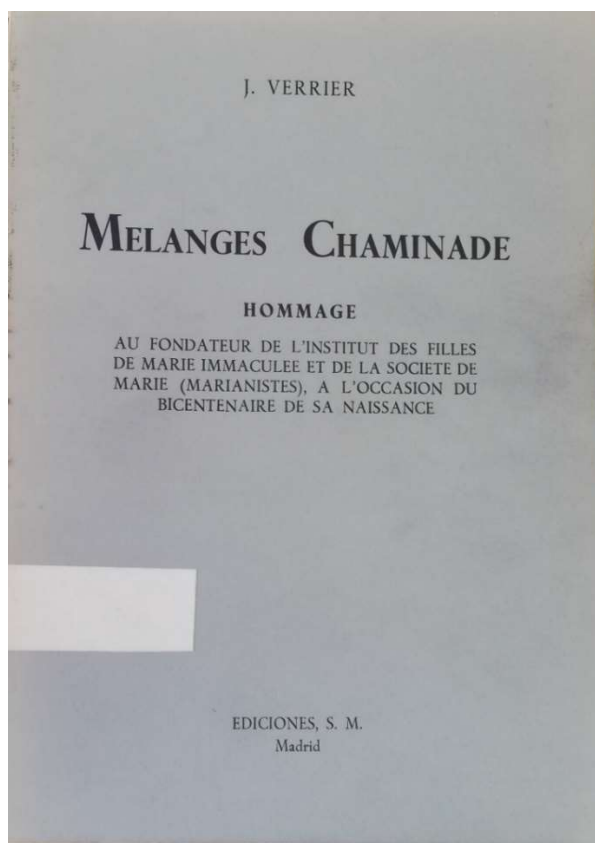 J. VERRIER
MELANGES CHAMINADE
HOMMAGE
AU FONDATEUR DE L'INSTITUT DES FILLES
DE MARIE IMMACULEE ET DE LA SOCIETE DE
MARIE (MARIANISTES), A L'OCCASION DU
BICENTENAIRE DE SA NAISSANCE
EDICIONES, S. M.
Madrid